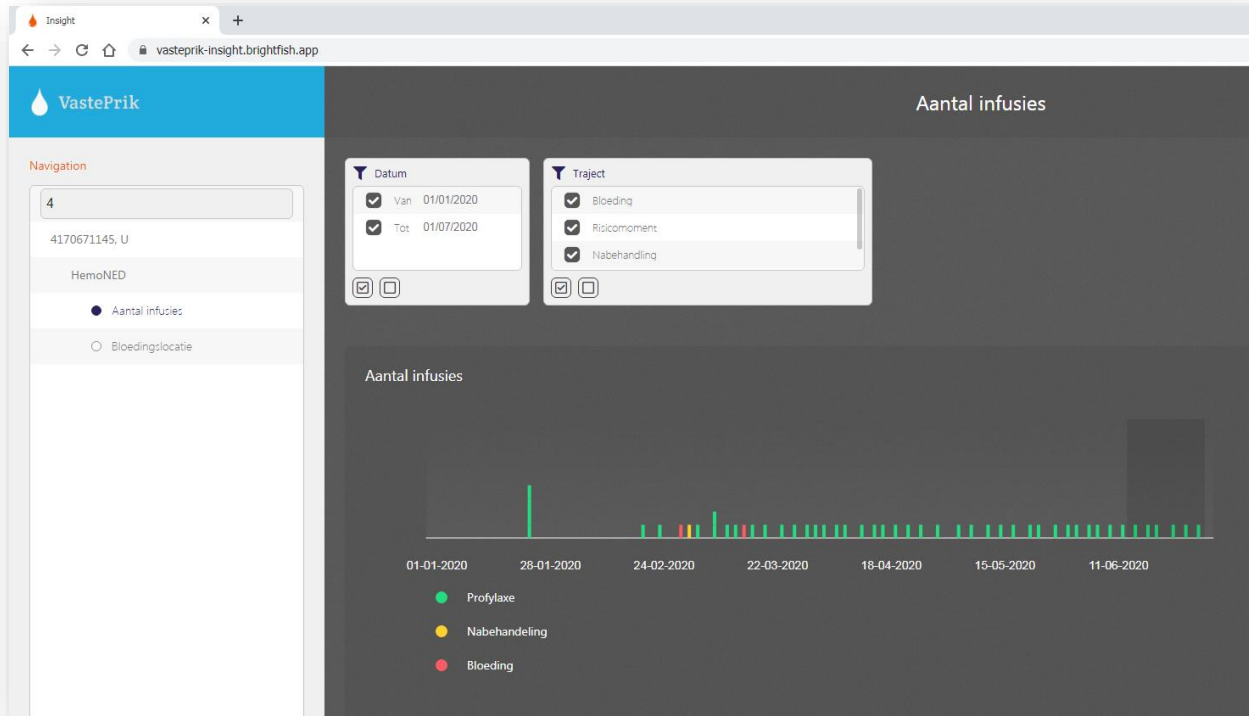 Insight
vasteprik-insight.brightfish.app
VastePrik
Aantal infusies
Navigation
4
4170671145, U
HemoNED
Aantal infusies
Bloedingslocatie
Datum
Van 01/01/2020
Tot 01/07/2020
Traject
Bloeding
Risicomoment
Nabehandling
Aantal infusies
01-01-2020 28-01-2020 24-02-2020 22-03-2020 18-04-2020 15-05-2020 11-06-2020
Profylaxe
Nabehandeling
Bloeding